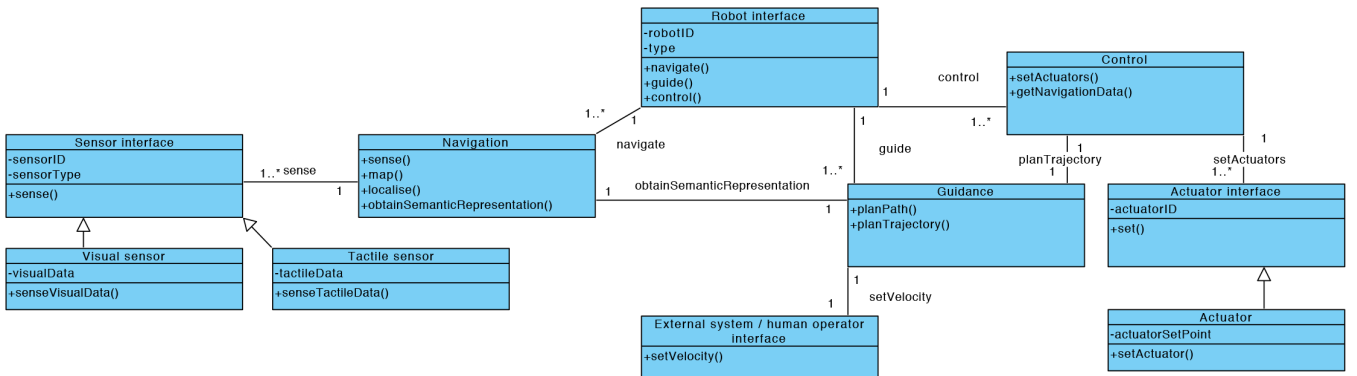 Robot interface
-robotID
-type
+navigate()
+guide()
+control()
Control
+setActuators()
+getNavigationData()
control
1
1..*
1..*
1
navigate
1
guide
1..*
1
planTrajectory
1
1
setActuators
1..*
Sensor interface
-sensorID
-sensorType
+sense()
1..* sense
1
Navigation
+sense()
+map()
+localise()
+obtainSemanticRepresentation()
1
obtainSemanticRepresentation
1
Guidance
+planPath()
+planTrajectory()
Actuator interface
-actuatorID
+set()
Visual sensor
-visualData
+senseVisualData()
Tactile sensor
-tactileData
+senseTactileData()
1
setVelocity
1
External system / human operator
interface
+setVelocity()
Actuator
-actuatorSetPoint
+setActuator()